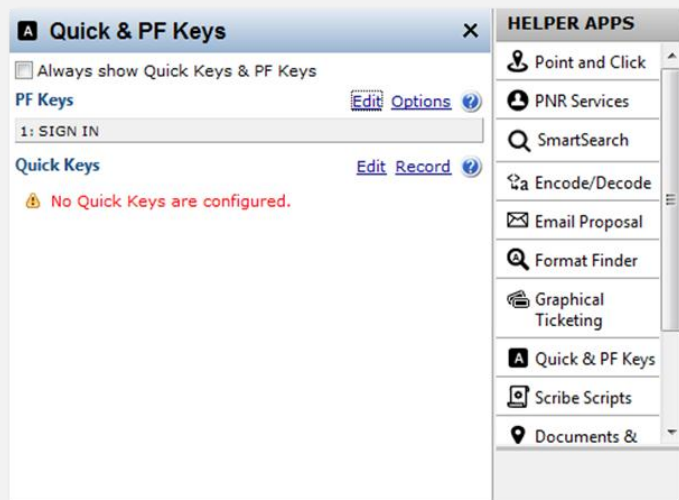 A Quick & PF Keys
Always show Quick Keys & PF Keys
PF Keys Edit Options ?
1: SIGN IN
Quick Keys Edit Record ?
No Quick Keys are configured.
HELPER APPS
Point and Click
PNR Services
SmartSearch
a Encode/Decode
Email Proposal
Format Finder
Graphical
Ticketing
A Quick & PF Keys
Scribe Scripts
Documents &